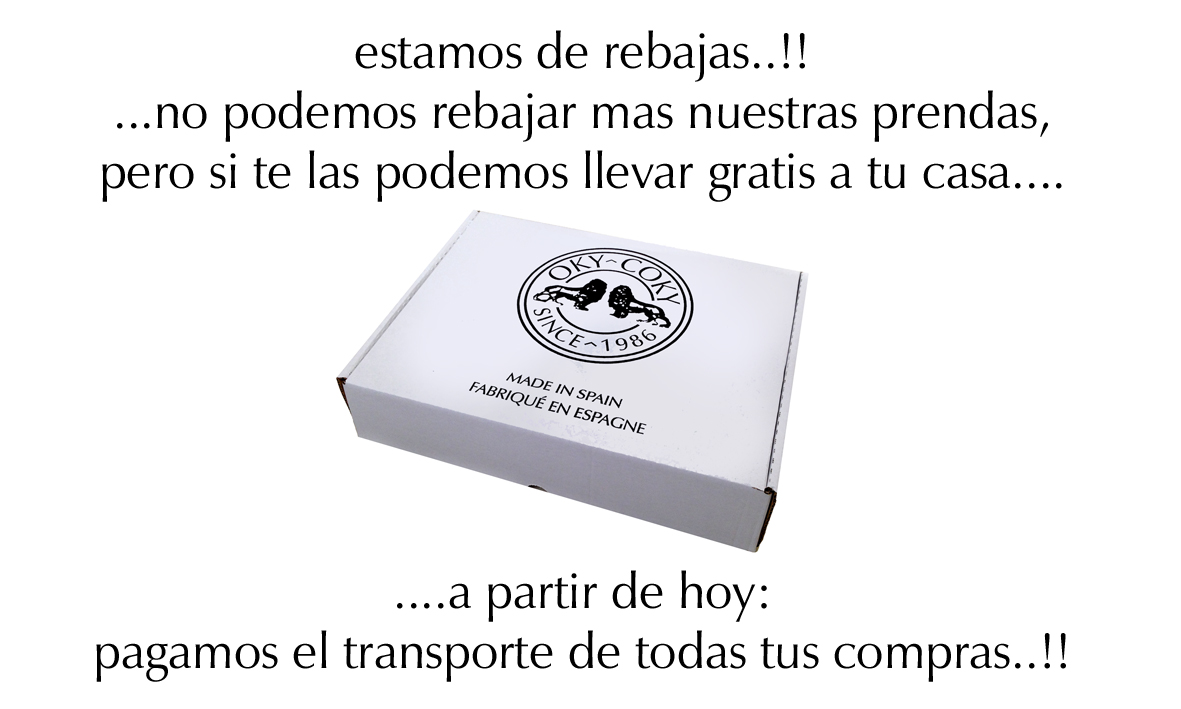 estamos de rebajas..!!
...no podemos rebajar mas nuestras prendas,
pero si te las podemos llevar gratis a tu casa....
OKY^COKY
SINCE^1986
MADE IN SPAIN
FABRIQUÉ EN ESPAGNE
....a partir de hoy:
pagamos el transporte de todas tus compras..!!